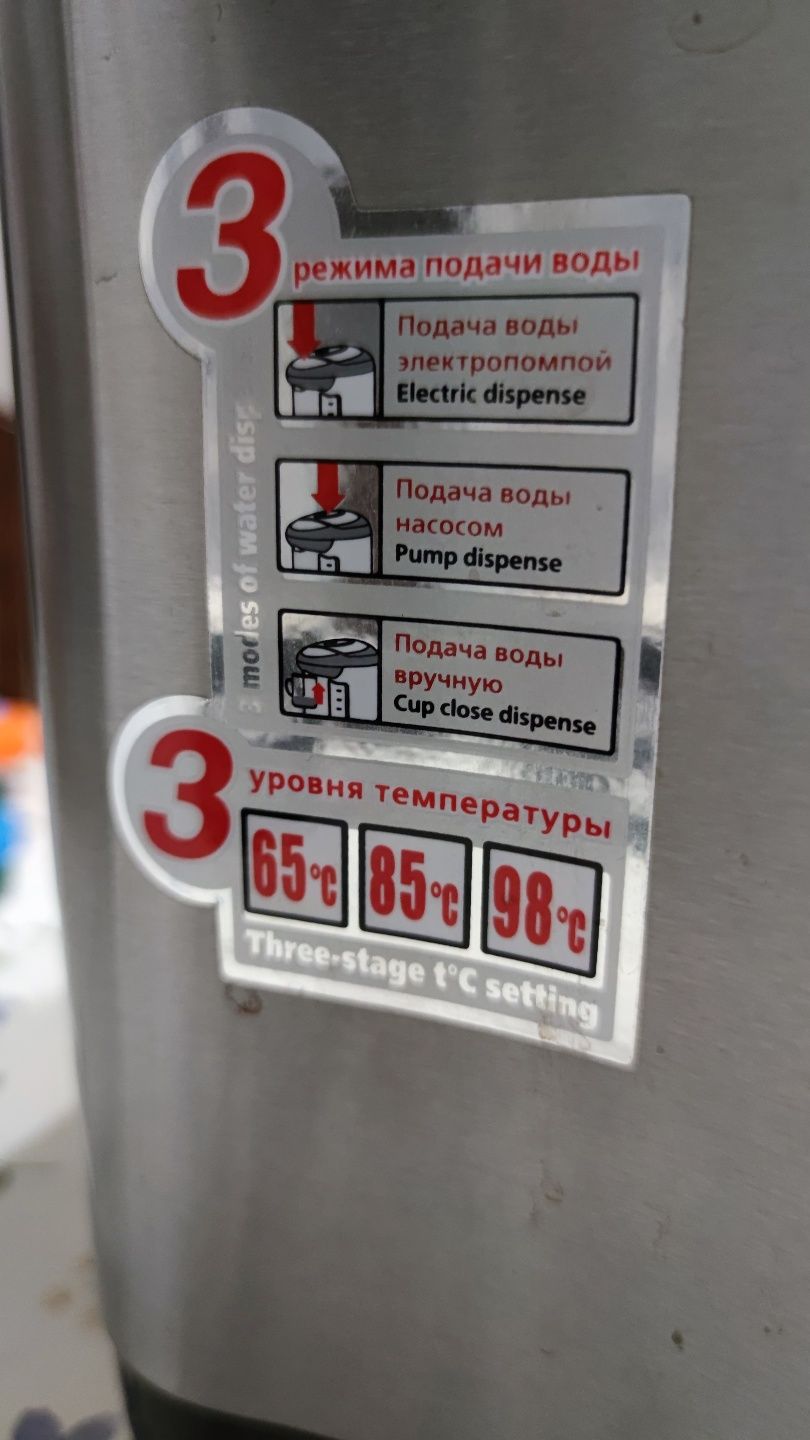 3
режима подачи воды
Подача воды
электропомпой
Electric dispense
Подача воды
насосом
Pump dispense
Подача воды
вручную
Cup close dispense
3 modes of water disp
3
уровня температуры
65°C 85°C 98°C
Three-stage t°C setting